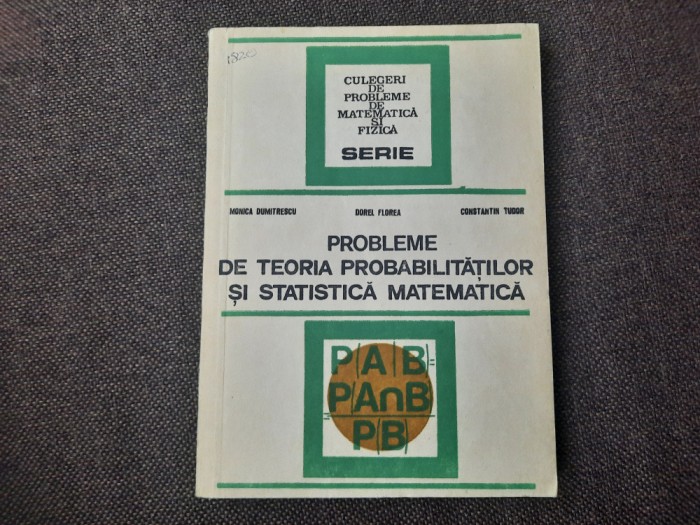 1830
CULEGERI
DE
PROBLEME
DE
MATEMATICĂ
ȘI
FIZICĂ
SERIE
MONICA DUMITRESCU DOREL FLOREA CONSTANTIN TUDOR
PROBLEME
DE TEORIA PROBABILITĂȚILOR
ȘI STATISTICĂ MATEMATICĂ
P(A|B)=
P(A∩B)
P(B)